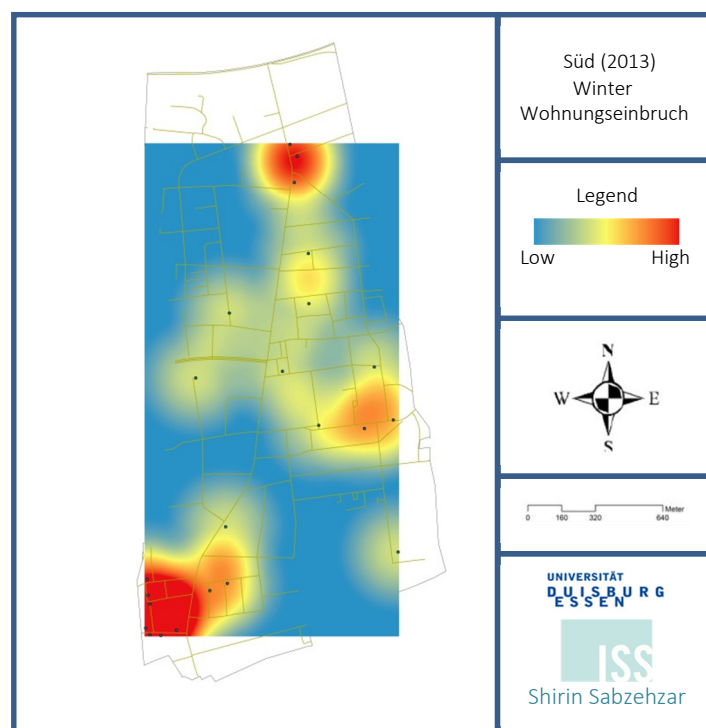 Süd (2013)
Winter
Wohnungseinbruch
Legend
Low High
N
W E
S
Meter
0 160 320 640
UNIVERSITÄT
DUISBURG
ESSEN
ISS
Shirin Sabzehzar